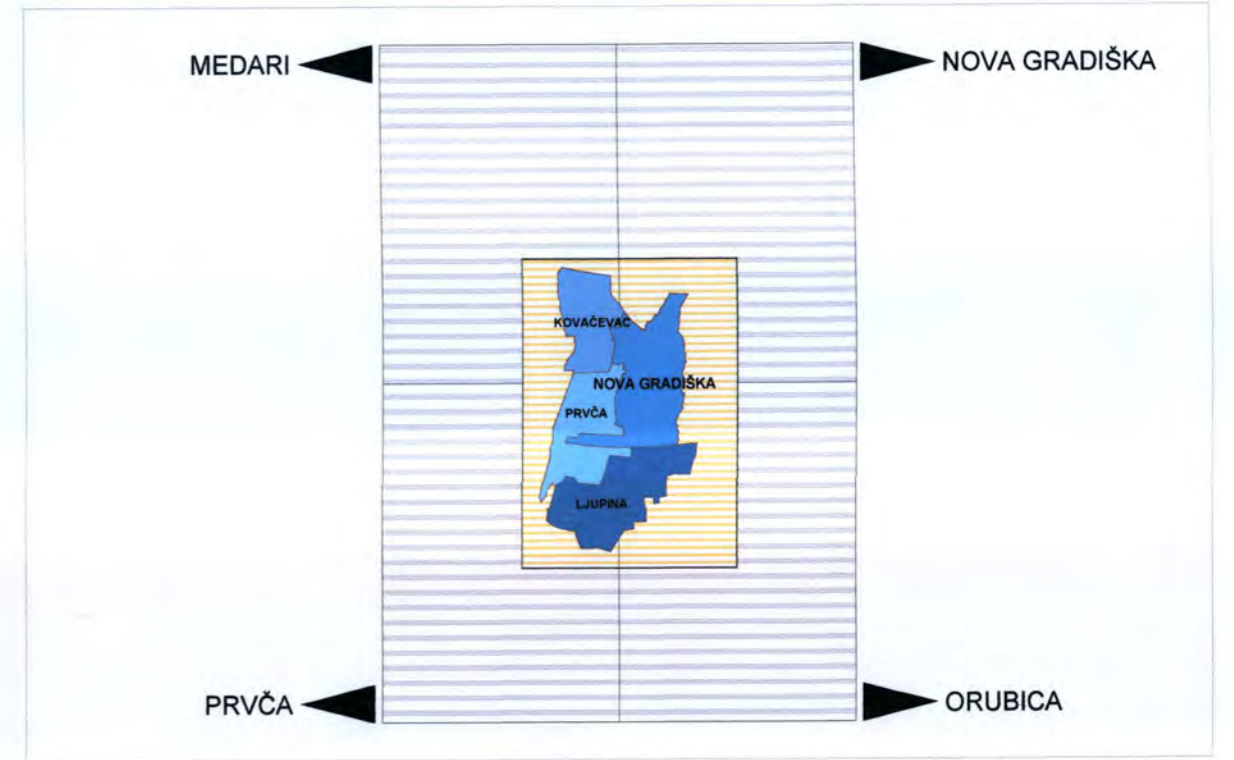 MEDARI
NOVA GRADIŠKA
KOVAČEVAC
NOVA GRADIŠKA
PRVČA
LJUPINA
PRVČA
ORUBICA